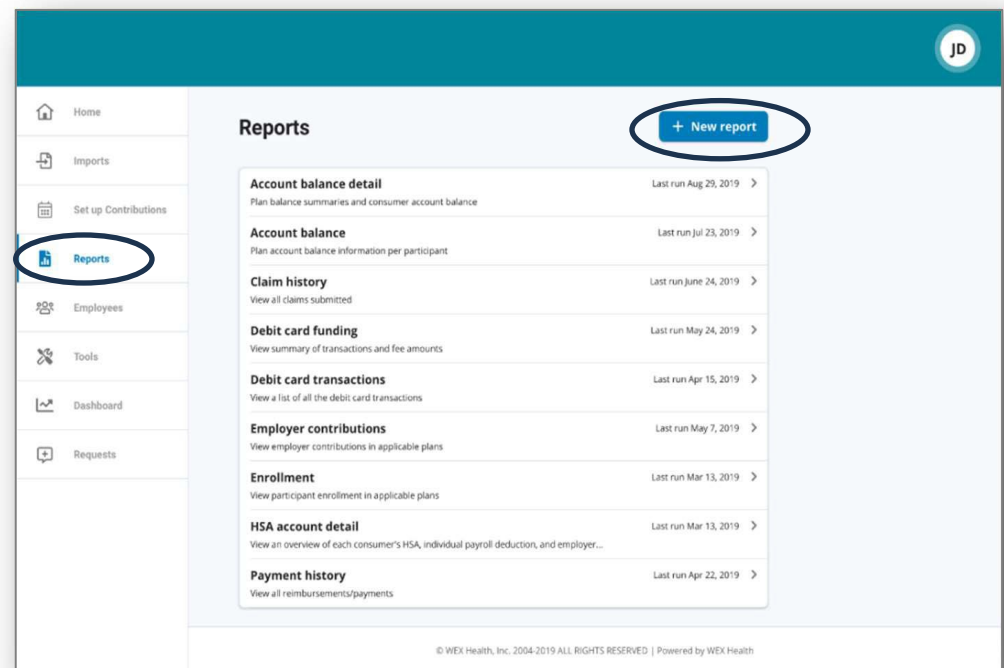 JD
Home
Imports
Set up Contributions
Reports
Employees
Tools
Dashboard
Requests
Reports
+ New report
Account balance detail
Last run Aug 29, 2019
Plan balance summaries and consumer account balance
Account balance
Last run Jul 23, 2019
Plan account balance information per participant
Claim history
Last run June 24, 2019
View all claims submitted
Debit card funding
Last run May 24, 2019
View summary of transactions and fee amounts
Debit card transactions
Last run Apr 15, 2019
View a list of all the debit card transactions
Employer contributions
Last run May 7, 2019
View employer contributions in applicable plans
Enrollment
Last run Mar 13, 2019
View participant enrollment in applicable plans
HSA account detail
Last run Mar 13, 2019
View an overview of each consumer's HSA, individual payroll deduction, and employer...
Payment history
Last run Apr 22, 2019
View all reimbursements/payments
© WEX Health, Inc. 2004-2019 ALL RIGHTS RESERVED | Powered by WEX Health